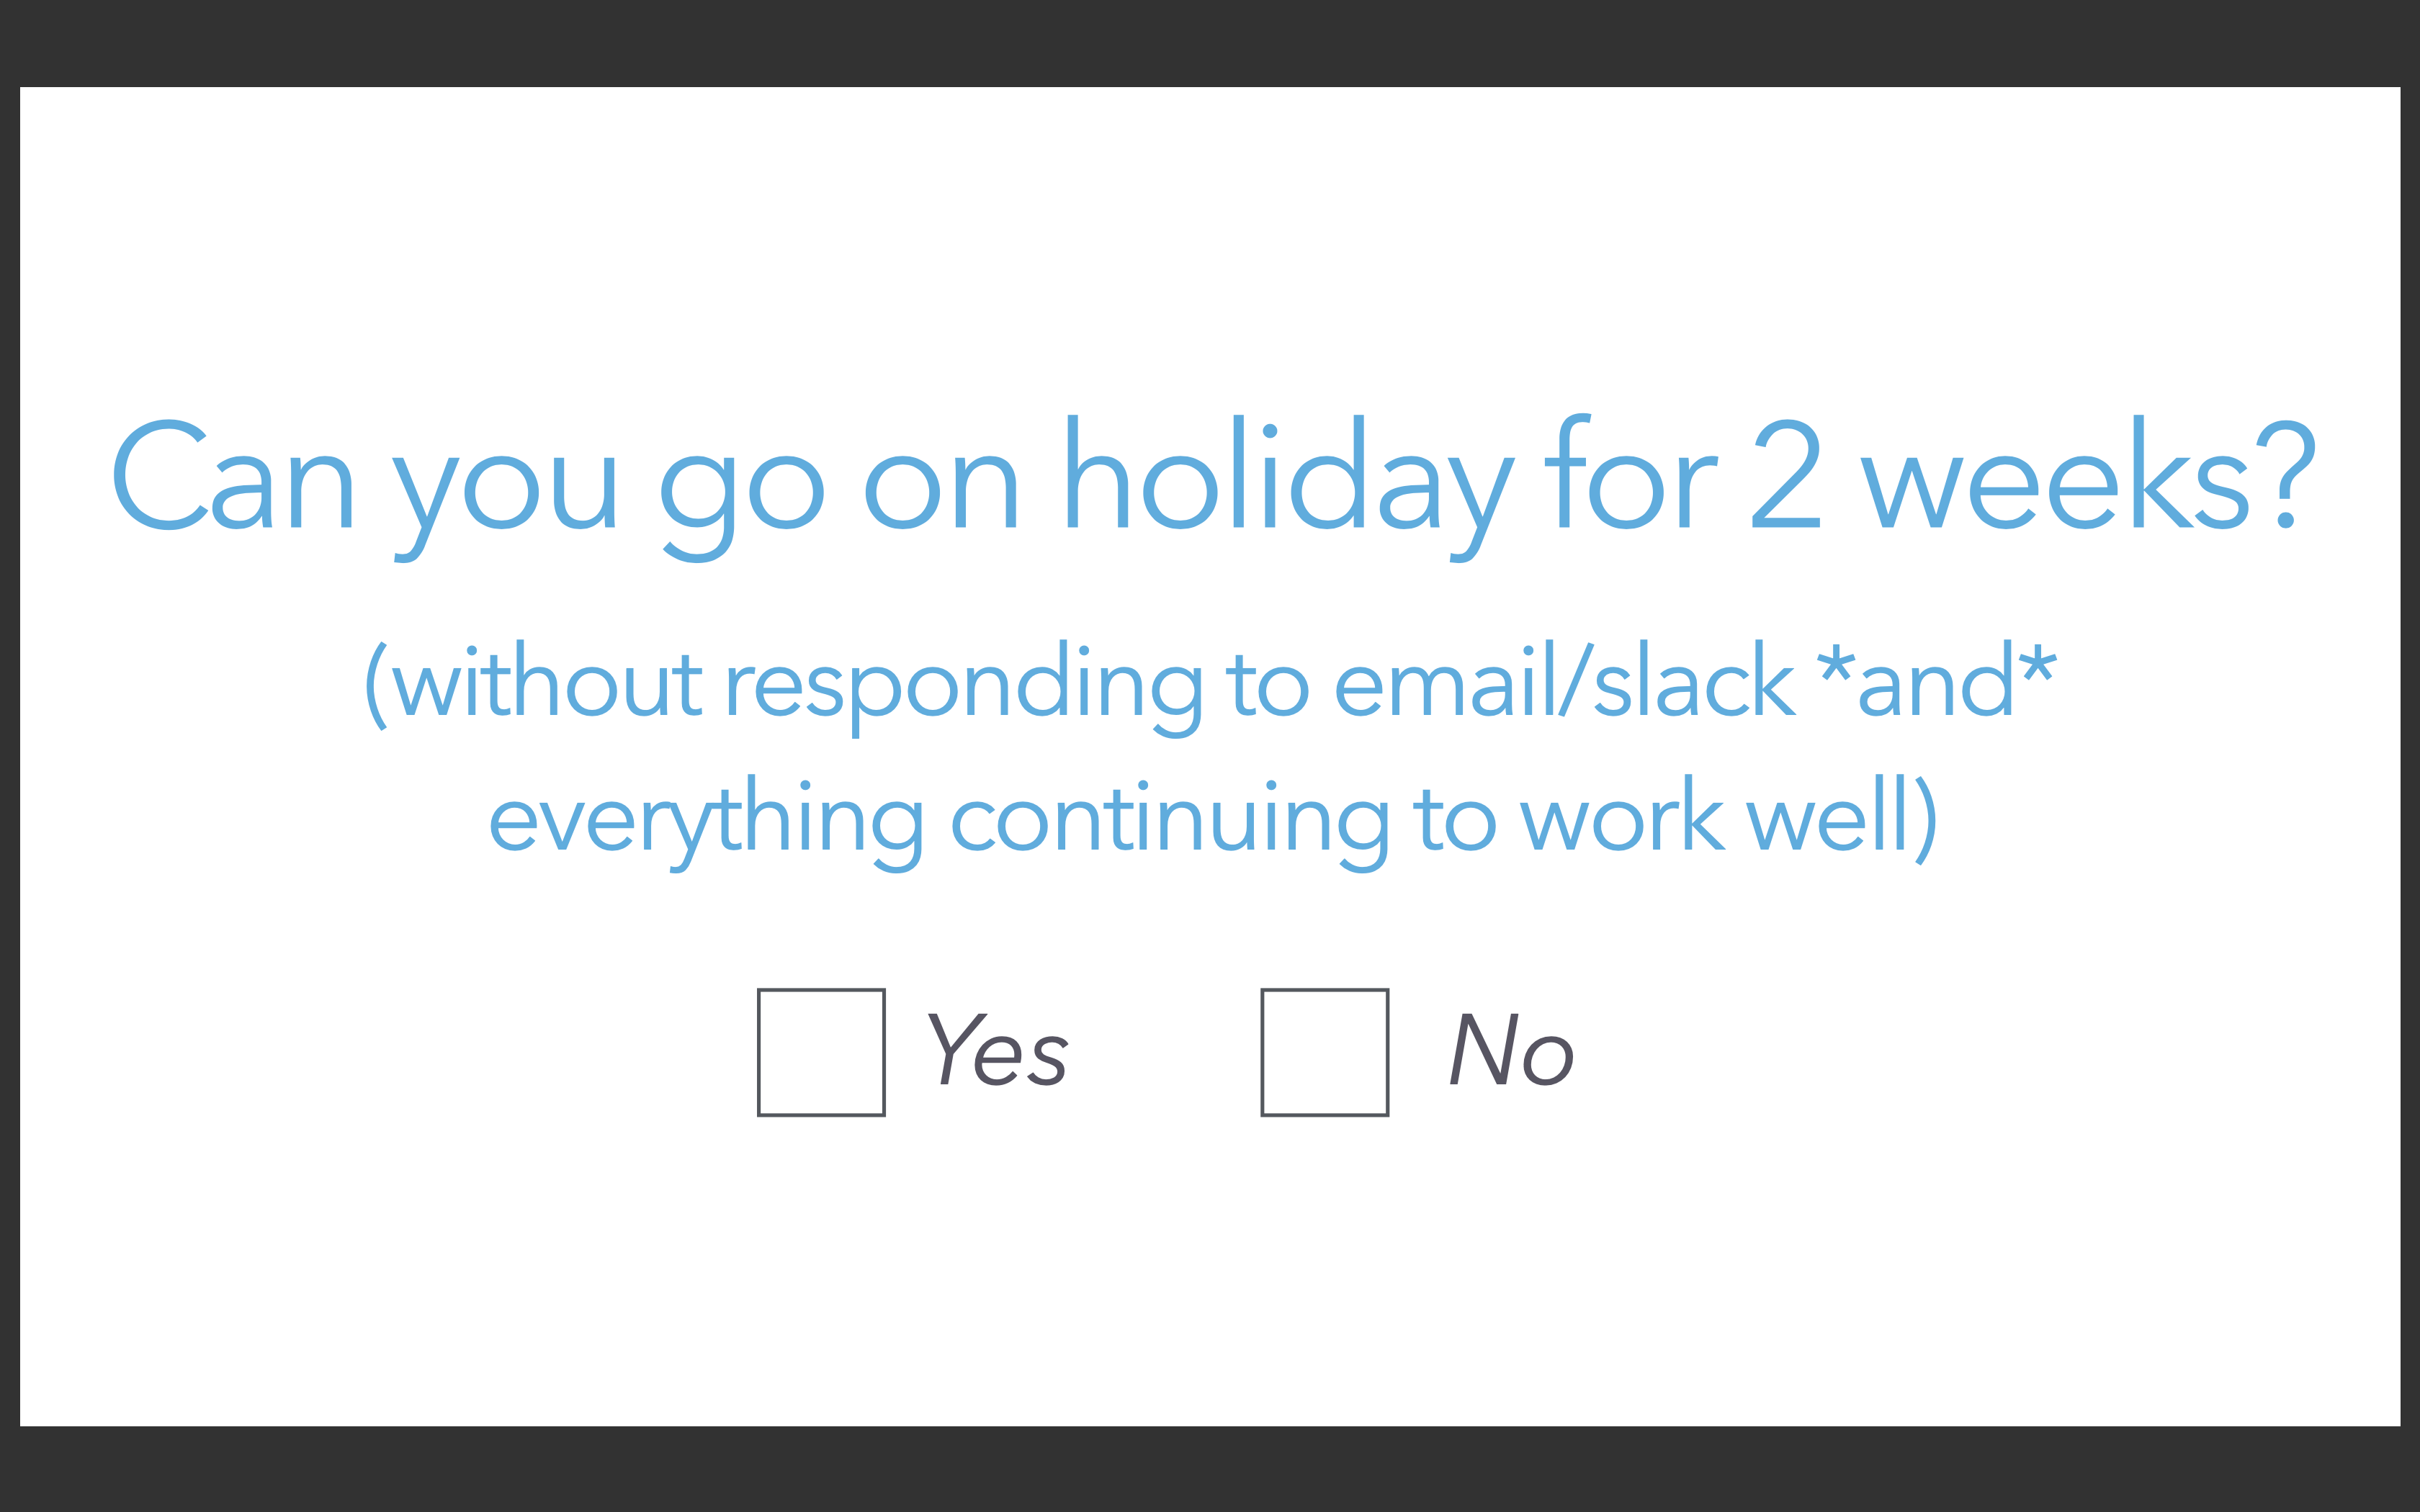 Can you go on holiday for 2 weeks?
(without responding to email/slack *and*
everything continuing to work well)
Yes No